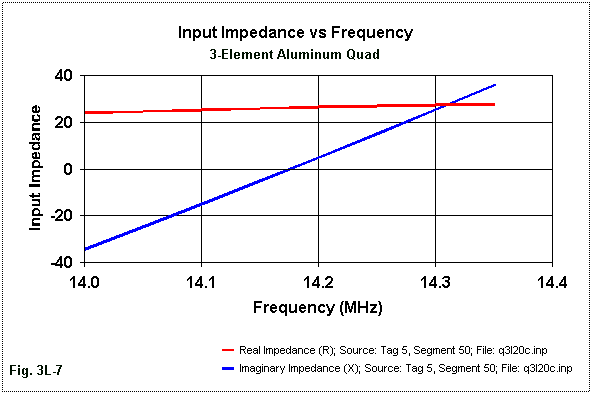 Input Impedance vs Frequency
3-Element Aluminum Quad
Input Impedance
40
20
0
-20
-40
14.0 14.1 14.2 14.3 14.4
Frequency (MHz)
Real Impedance (R); Source: Tag 5, Segment 50; File: q3l20c.inp
Imaginary Impedance (X); Source: Tag 5, Segment 50; File: q3l20c.inp
Fig. 3L-7